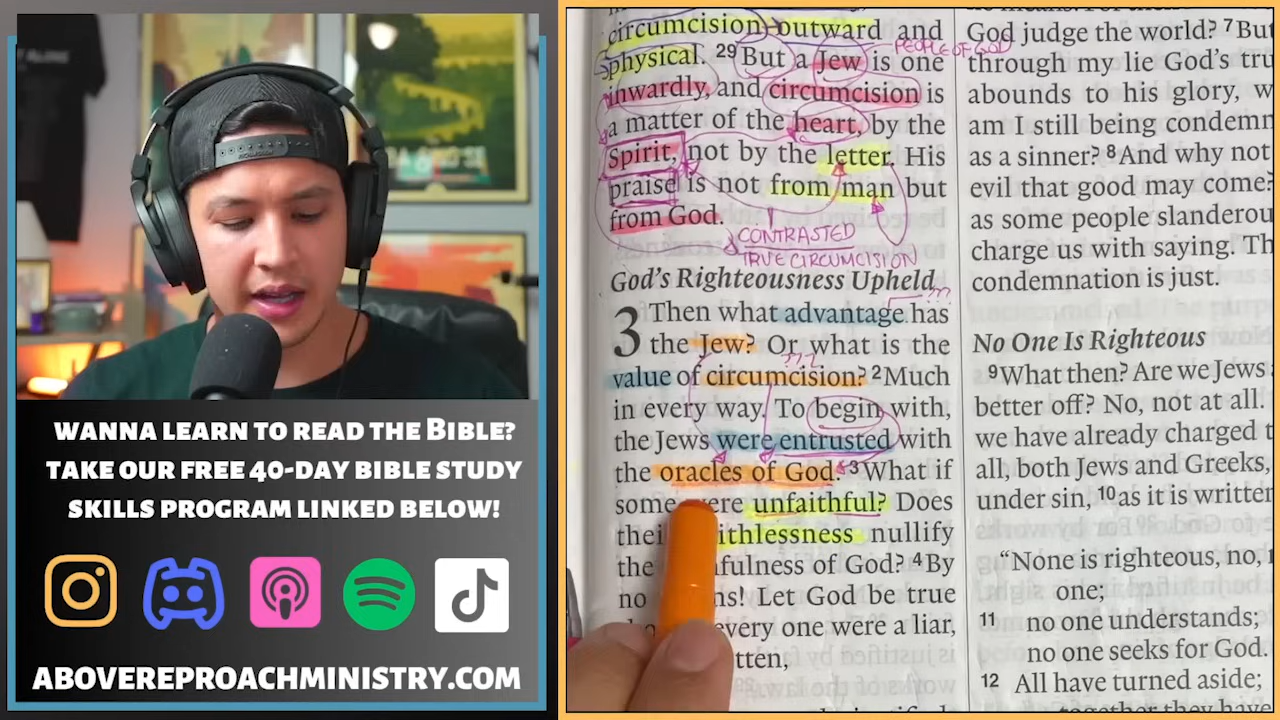 WANNA LEARN TO READ THE BIBLE?
TAKE OUR FREE 40-DAY BIBLE STUDY
SKILLS PROGRAM LINKED BELOW!
ABOVEREPROACHMINISTRY.COM
circumcision outward and
physical. 29 But a Jew is one
PEOPLE OF GOD
inwardly, and circumcision is
a matter of the heart, by the
Spirit, not by the letter. His
praise is not from man but
from God.
CONTRASTED
TRUE CIRCUMCISION
God's Righteousness Upheld
???
3 Then what advantage has
the Jew? Or what is the
???
value of circumcision? 2 Much
in every way. To begin with,
the Jews were entrusted with
the oracles of God. 3 What if
some were unfaithful? Does
ithlessness nullify
the fulness of God? 4 By
no ns! Let God be true
every one were a liar,
tten,
God judge the world? 7 But
through my lie God's tru
abounds to his glory, w
am I still being condemn
as a sinner? 8 And why not
evil that good may come?
as some people slanderou
charge us with saying. Th
condemnation is just.
No One Is Righteous
9 What then? Are we Jews
better off? No, not at all.
we have already charged t
all, both Jews and Greeks,
under sin, 10 as it is written
"None is righteous, no,
one;
11 no one understands;
no one seeks for God.
12 All have turned aside;
together they have